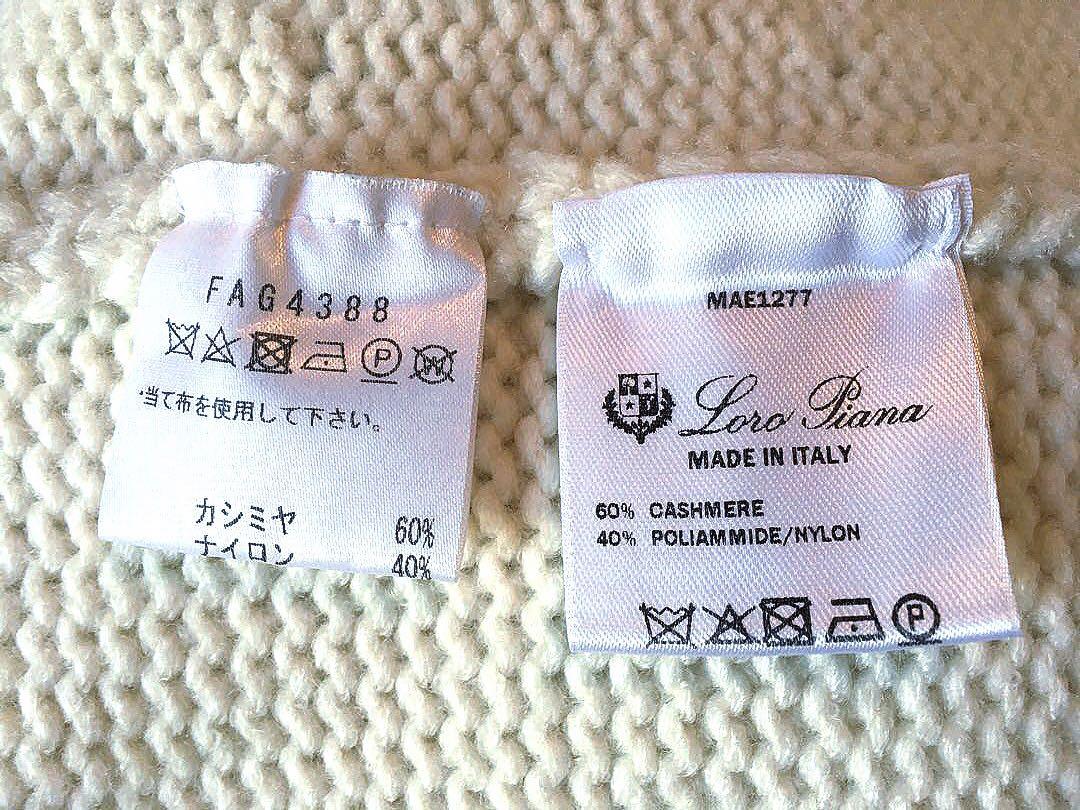 FAG4388
P W
・当て布を使用して下さい。
カシミヤ 60%
ナイロン 40%
MAE1277
Loro Piana
MADE IN ITALY
60% CASHMERE
40% POLIAMMIDE/NYLON
P